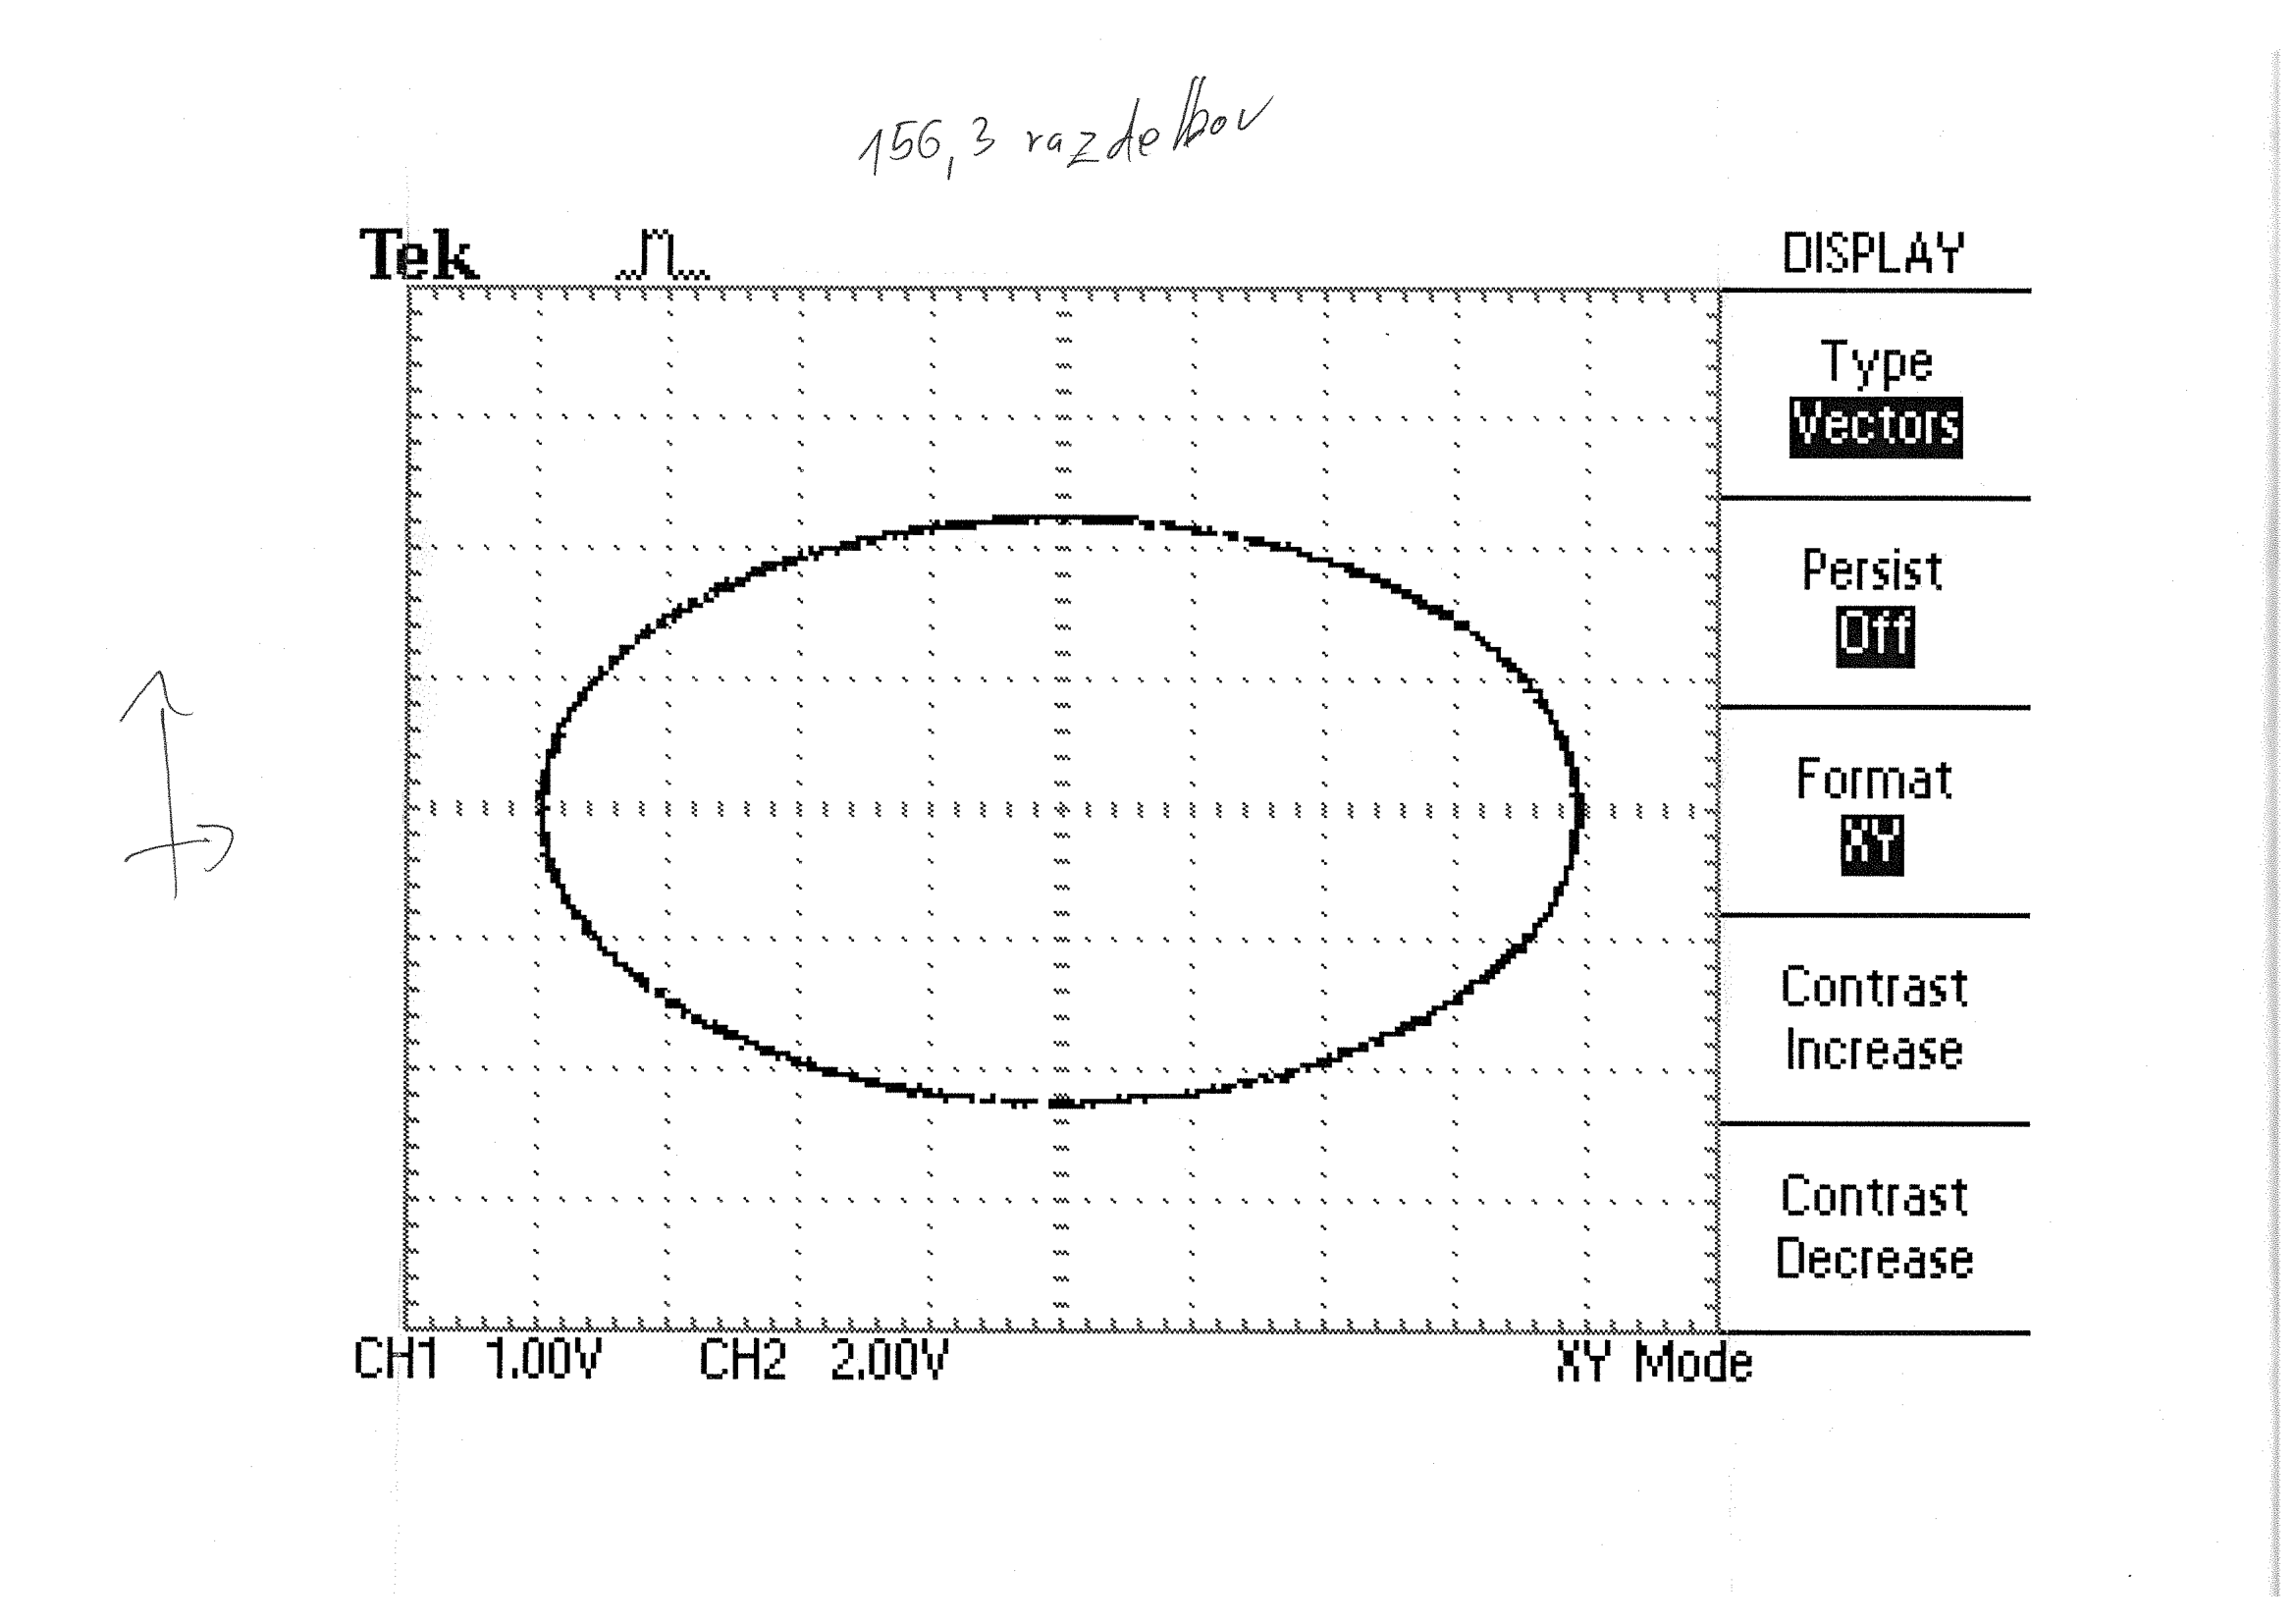 156,3 razdelbov
Tek
DISPLAY
Type
Vectors
Persist
Off
Format
XY
Contrast
Increase
Contrast
Decrease
CH1 1.00V CH2 2.00V XY Mode